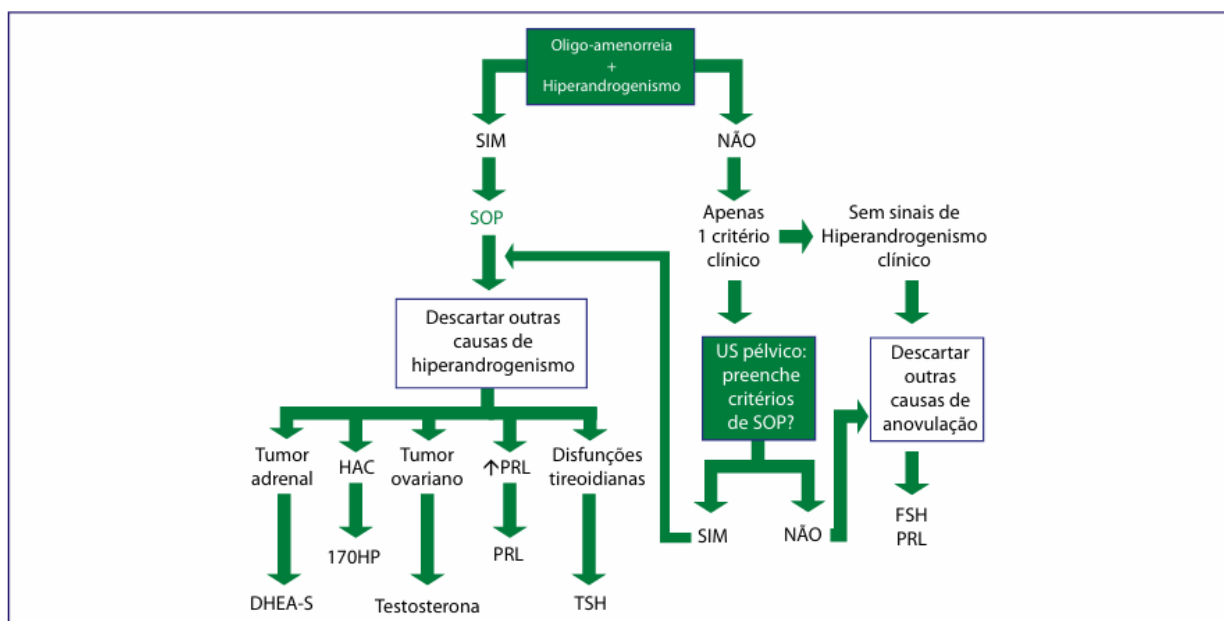 Oligo-amenorreia
+
Hiperandrogenismo
SIM
NÃO
SOP
Apenas
1 critério
clínico
Sem sinais de
Hiperandrogenismo
clínico
Descartar outras
causas de
hiperandrogenismo
US pélvico:
preenche
critérios
de SOP?
Descartar
outras
causas de
anovulação
Tumor
adrenal
HAC
Tumor
ovariano
↑PRL
Disfunções
tireoidianas
SIM
NÃO
FSH
PRL
170HP
PRL
DHEA-S
Testosterona
TSH